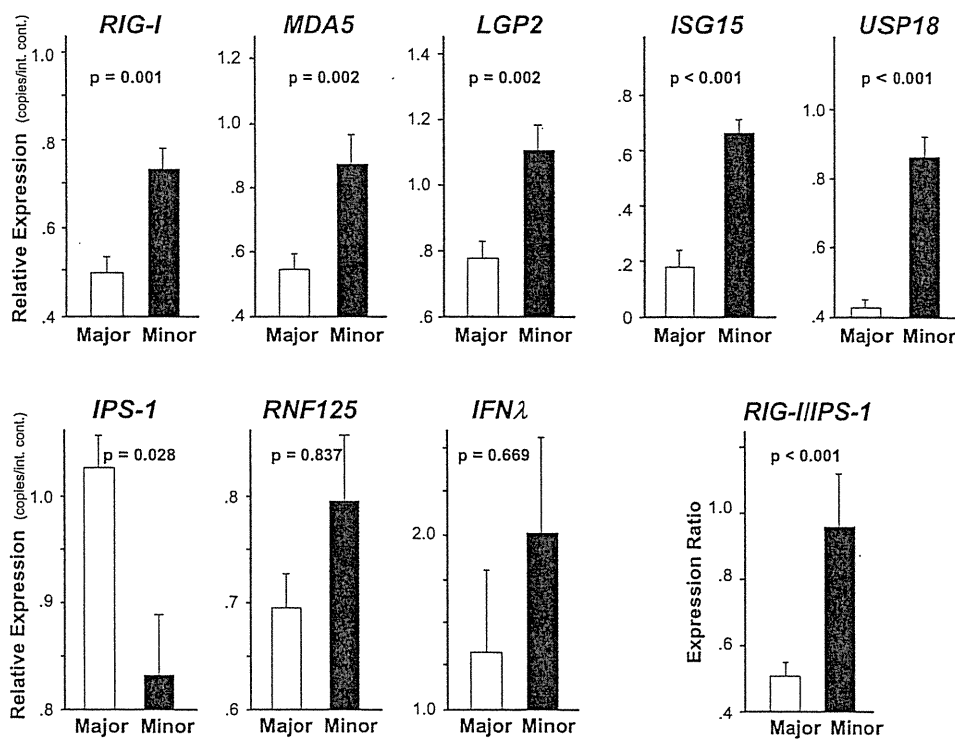 RIG-I MDA5 LGP2 ISG15 USP18
p = 0.001 p = 0.002 p = 0.002 p < 0.001 p < 0.001
Relative Expression (copies/int. cont.)
1.0 .8 .6 .4
1.2 1.0 .8 .6 .4
1.4 1.2 1.0 .8 .6
.8 .6 .4 .2 0
1.0 .8 .6 .4
Major Minor Major Minor Major Minor Major Minor Major Minor
IPS-1 RNF125 IFNλ RIG-I/IPS-1
p = 0.028 p = 0.837 p = 0.669 p < 0.001
Relative Expression (copies/int. cont.)
1.0 .9 .8
.8 .7 .6
2.0 1.0
Expression Ratio
1.0 .8 .6 .4
Major Minor Major Minor Major Minor Major Minor